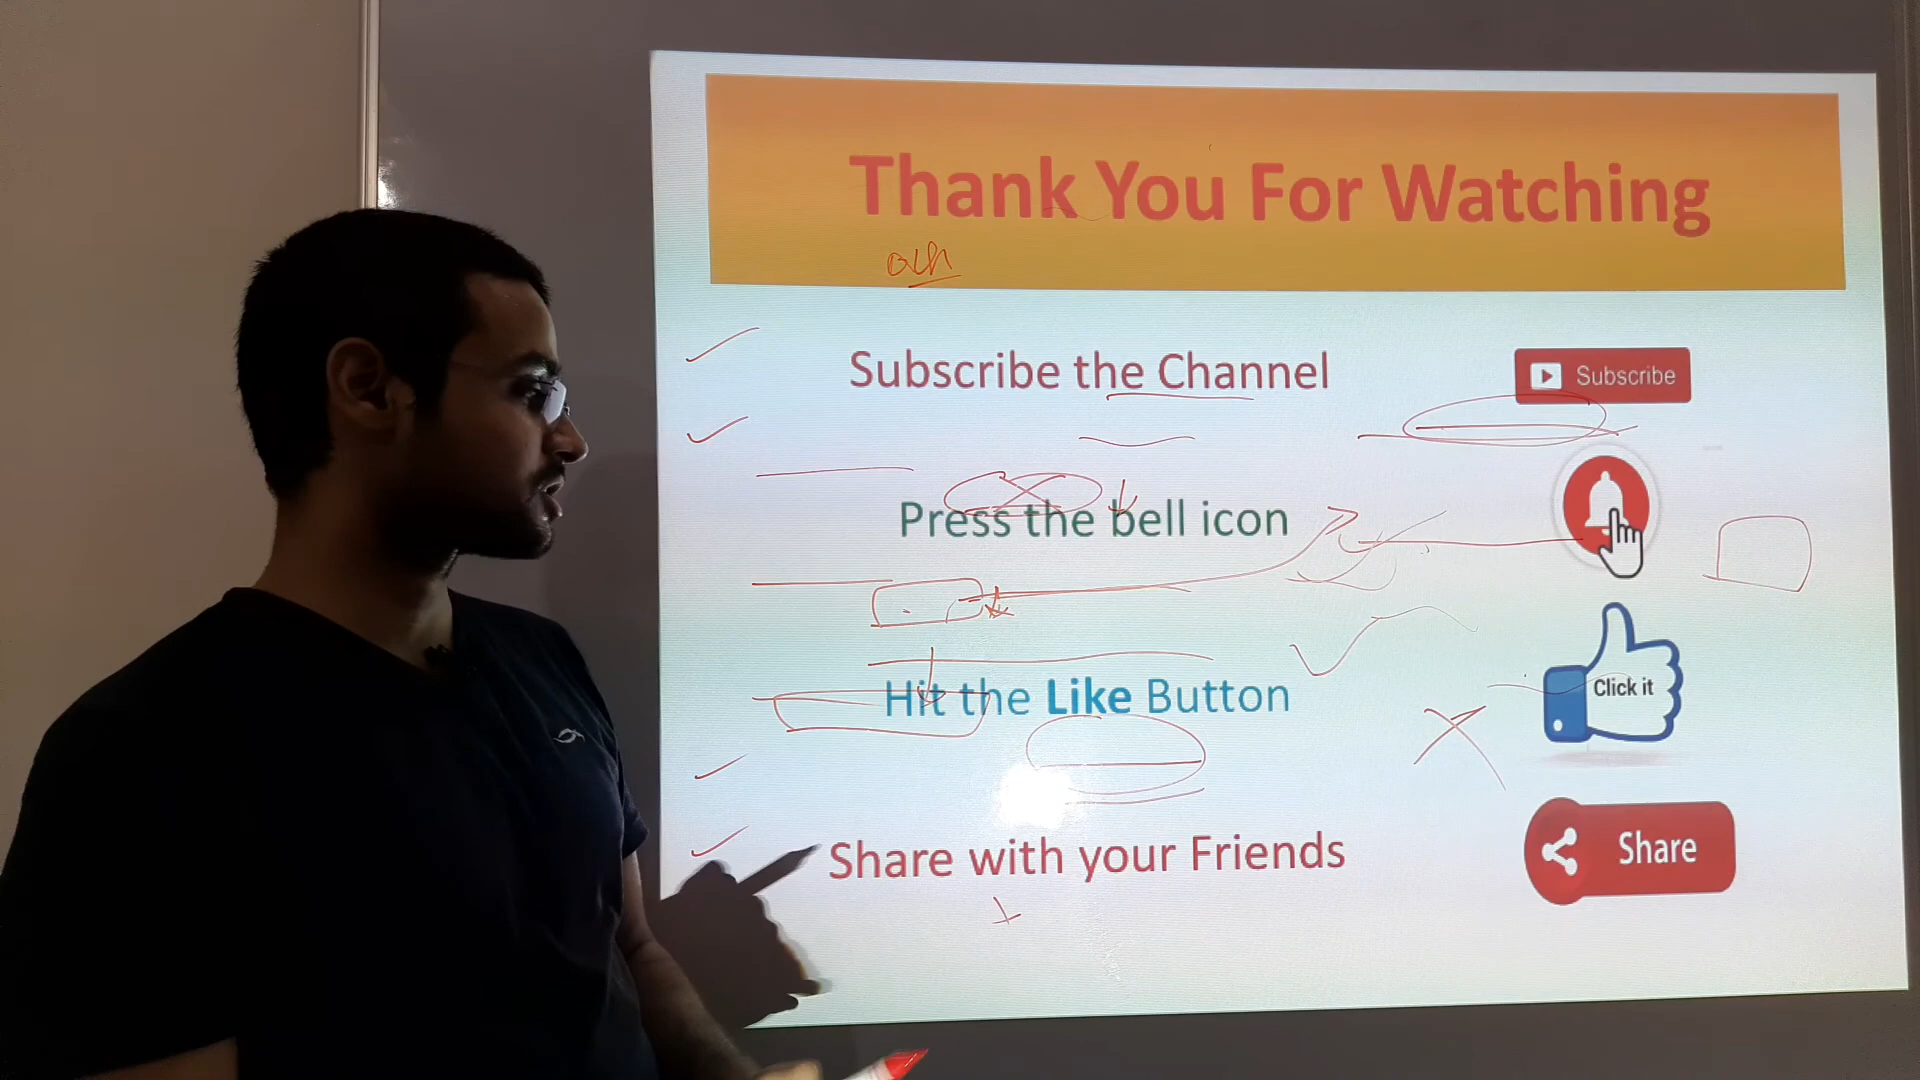 Thank You For Watching
Subscribe the Channel
Subscribe
Press the bell icon
Hit the Like Button
Click it
Share with your Friends
Share